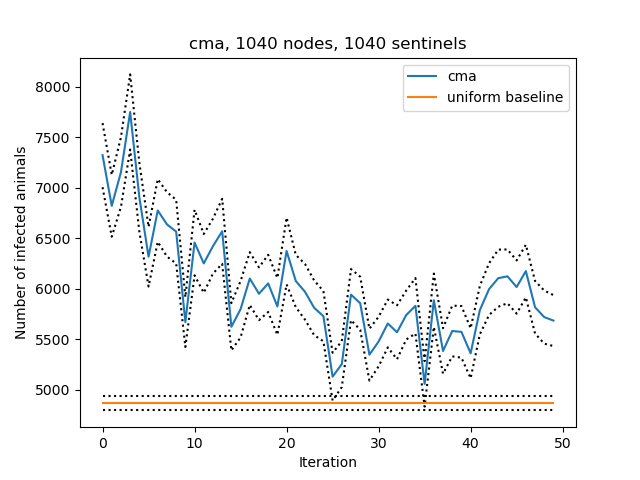 cma, 1040 nodes, 1040 sentinels
cma
uniform baseline
Number of infected animals
8000
7500
7000
6500
6000
5500
5000
0 10 20 30 40 50
Iteration